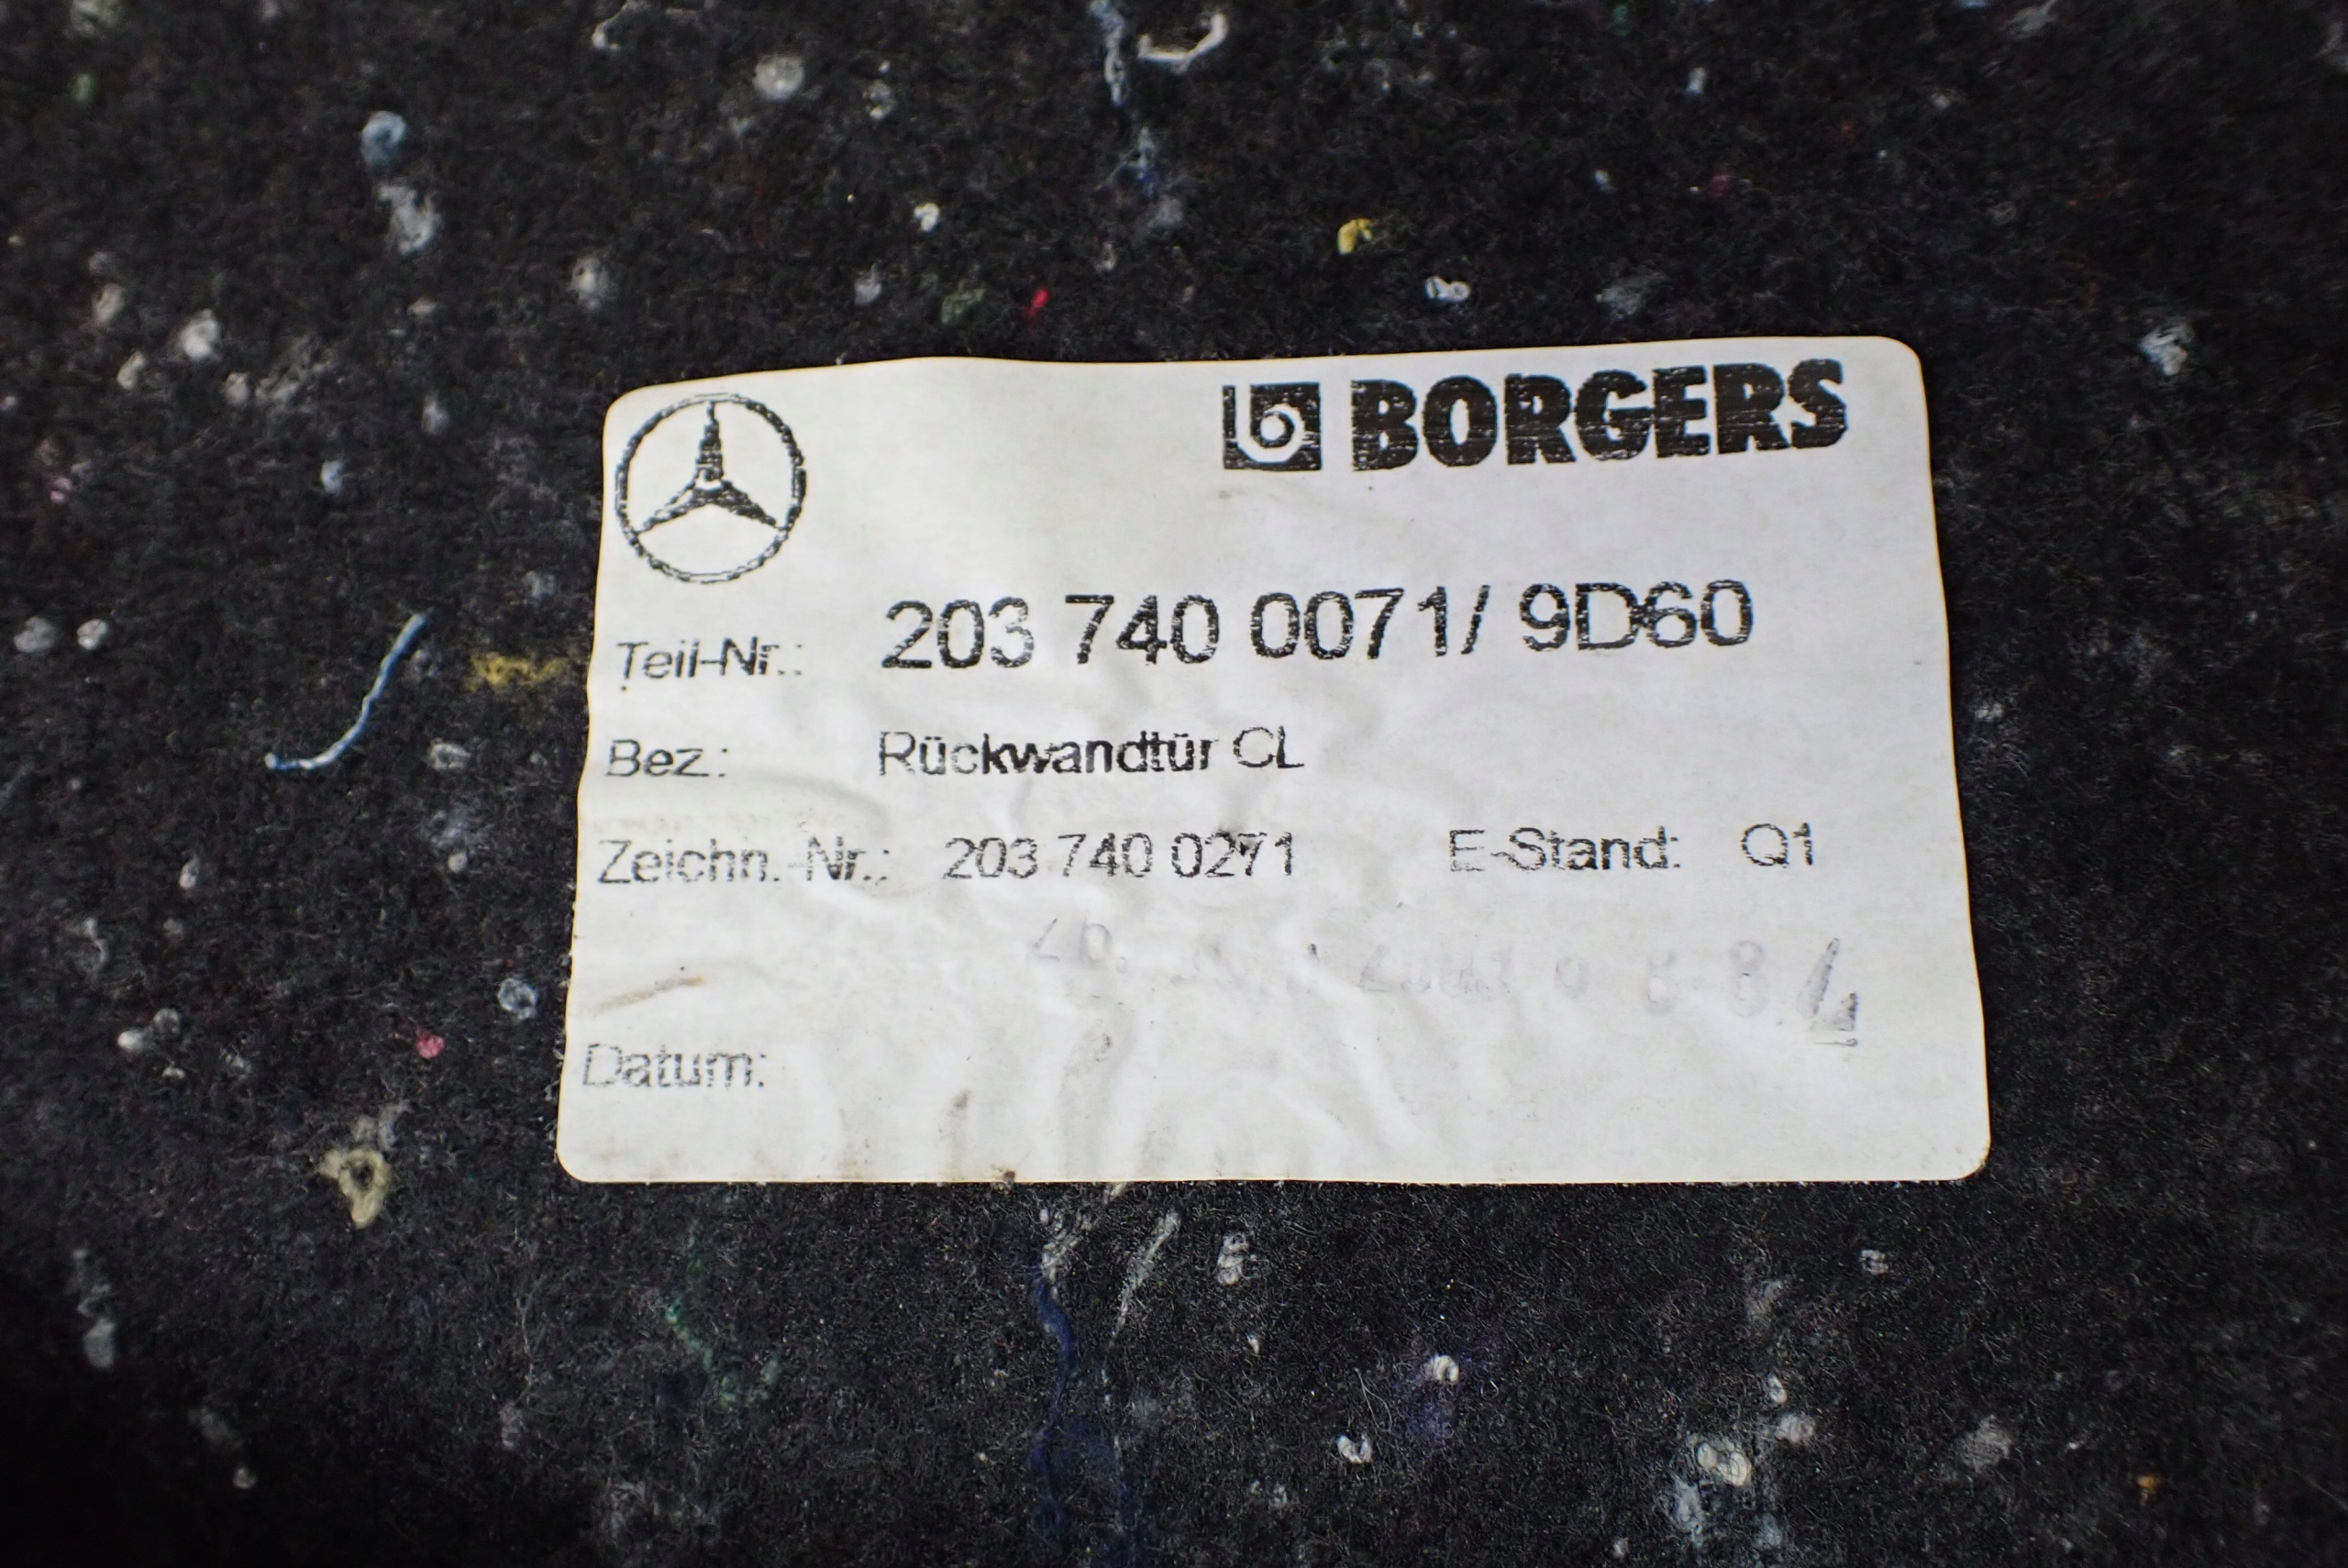 BORGERS
Teil-Nr.: 203 740 0071/ 9D60
Bez.: Rückwandtür CL
Zeichn.-Nr.: 203 740 0271 E-Stand: Q1
Datum: